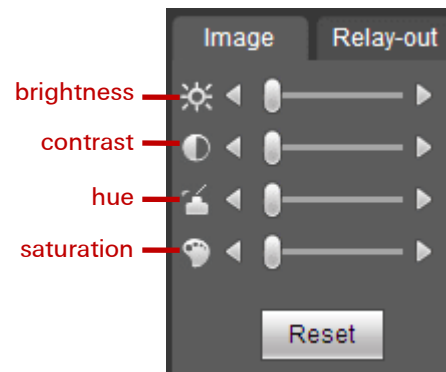 Image Relay-out
brightness
contrast
hue
saturation
Reset